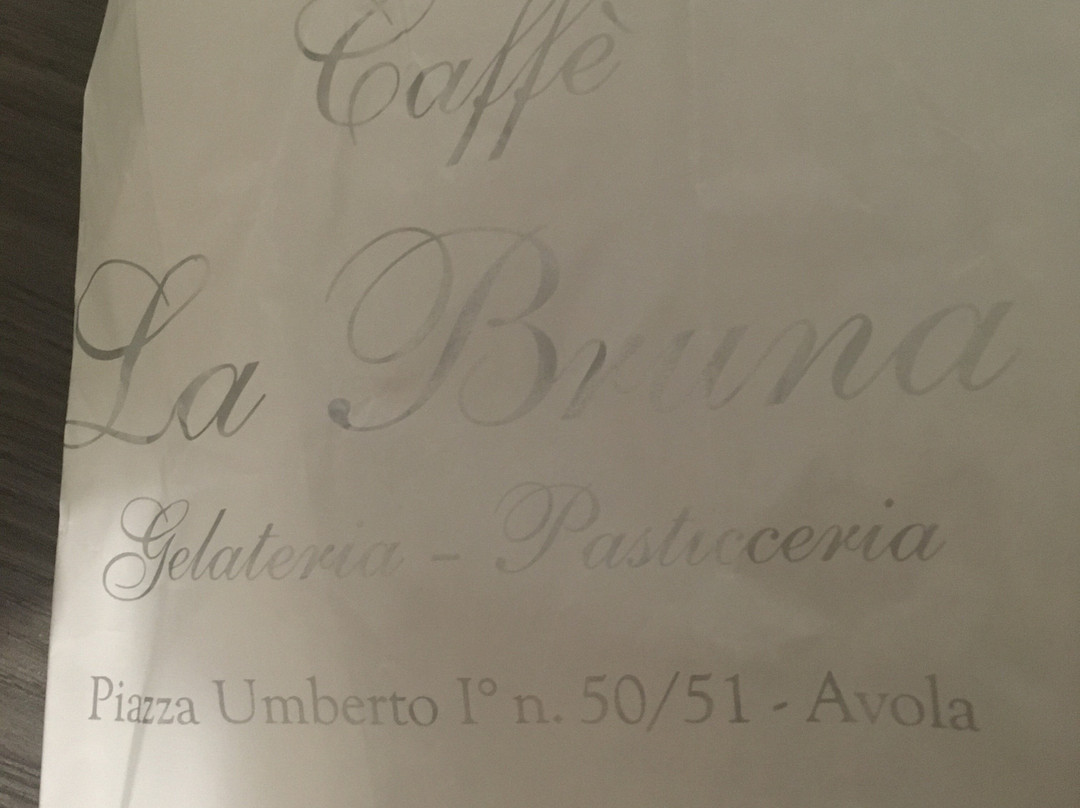 Caffè
La Bruna
Gelateria - Pasticceria
Piazza Umberto I° n. 50/51 - Avola